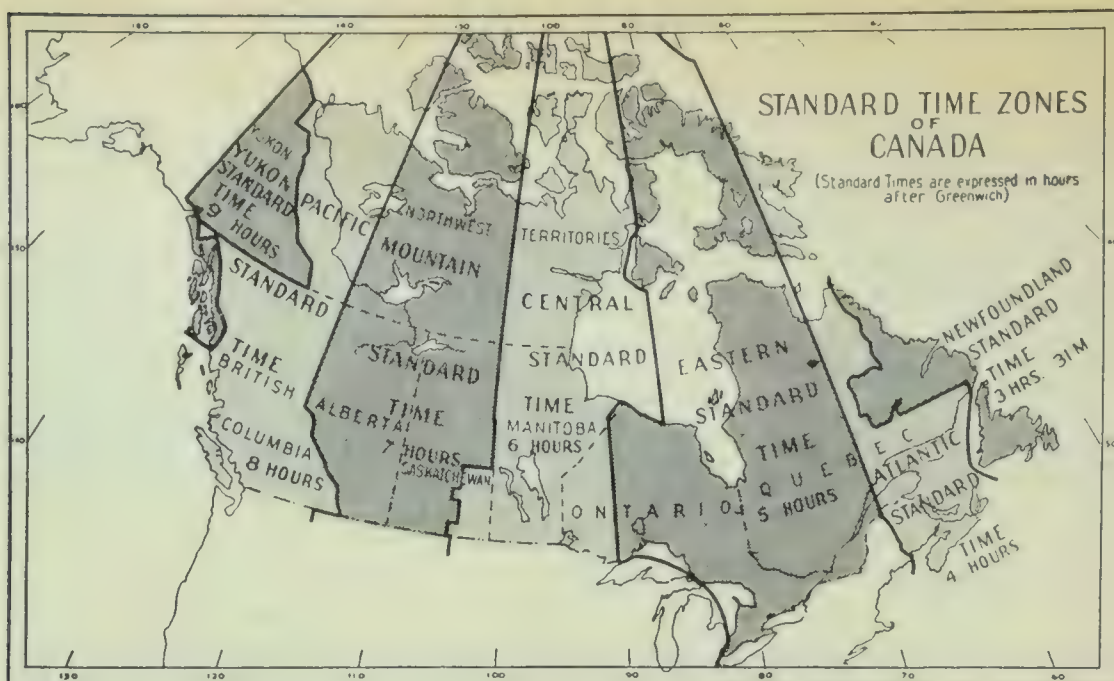 STANDARD TIME ZONES
OF
CANADA
(Standard Times are expressed in hours
after Greenwich)
YUKON
YUKON
STANDARD
TIME
9
HOURS
PACIFIC
STANDARD
TIME
BRITISH
COLUMBIA
8 HOURS
NORTHWEST
MOUNTAIN
STANDARD
ALBERTA
TIME
7 HOURS
SASKATCHEWAN
TERRITORIES
CENTRAL
STANDARD
TIME
MANITOBA
6 HOURS
EASTERN
STANDARD
TIME
5 HOURS
ONTARIO
QUEBEC
NEWFOUNDLAND
STANDARD
TIME
3 HRS. 31 M
ATLANTIC
STANDARD
TIME
4 HOURS
130
110
100
90
80
70
60